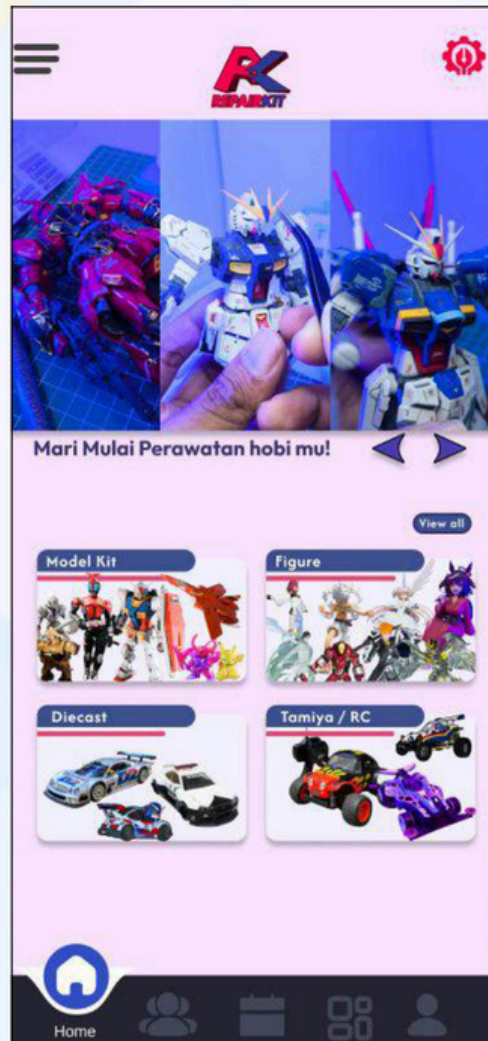 RK
REPAIRKIT
Mari Mulai Perawatan hobi mu!
View all
Model Kit
Figure
Diecast
Tamiya / RC
Home